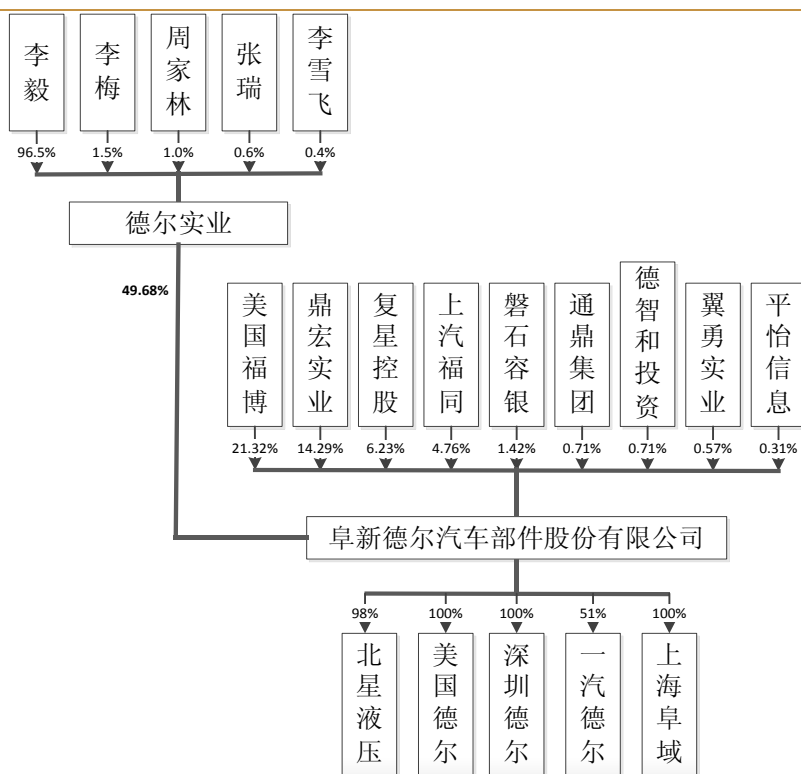 李毅
李梅
周家林
张瑞
李雪飞
96.5%
1.5%
1.0%
0.6%
0.4%
德尔实业
49.68%
美国福博
鼎宏实业
复星控股
上汽福同
磐石容银
通鼎集团
德智和投资
翼勇实业
平怡信息
21.32%
14.29%
6.23%
4.76%
1.42%
0.71%
0.71%
0.57%
0.31%
阜新德尔汽车部件股份有限公司
98%
100%
100%
51%
100%
北星液压
美国德尔
深圳德尔
一汽德尔
上海阜域